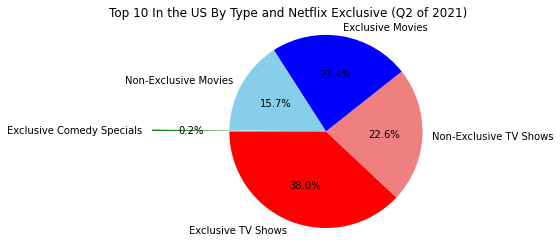 Top 10 In the US By Type and Netflix Exclusive (Q2 of 2021)
Exclusive Movies
23.4%
Non-Exclusive Movies
15.7%
Exclusive Comedy Specials
0.2%
22.6%
Non-Exclusive TV Shows
38.0%
Exclusive TV Shows